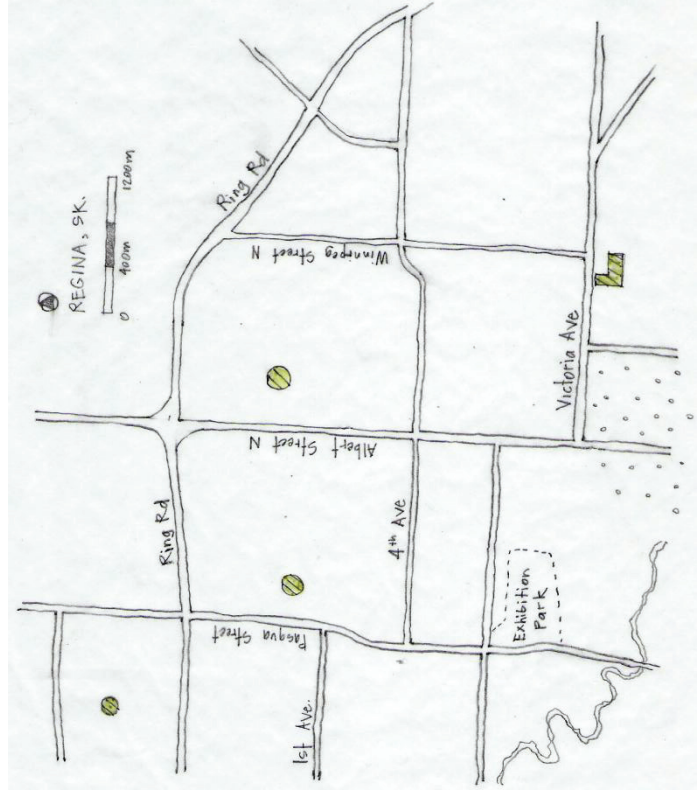 REGINA, SK.
0 400m 1200m
Ring Rd
Winnipeg Street N
Albert Street N
Victoria Ave
Ring Rd
4th Ave
Pasqua Street
Exhibition
Park
1st Ave.